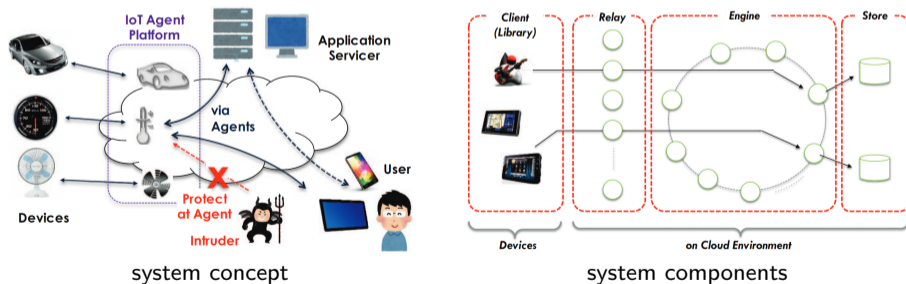 IoT Agent
Platform
Application
Servicer
via
Agents
User
Protect
at Agent
Devices
Intruder
system concept
Client
(Library)
Relay
Engine
Store
Devices
on Cloud Environment
system components